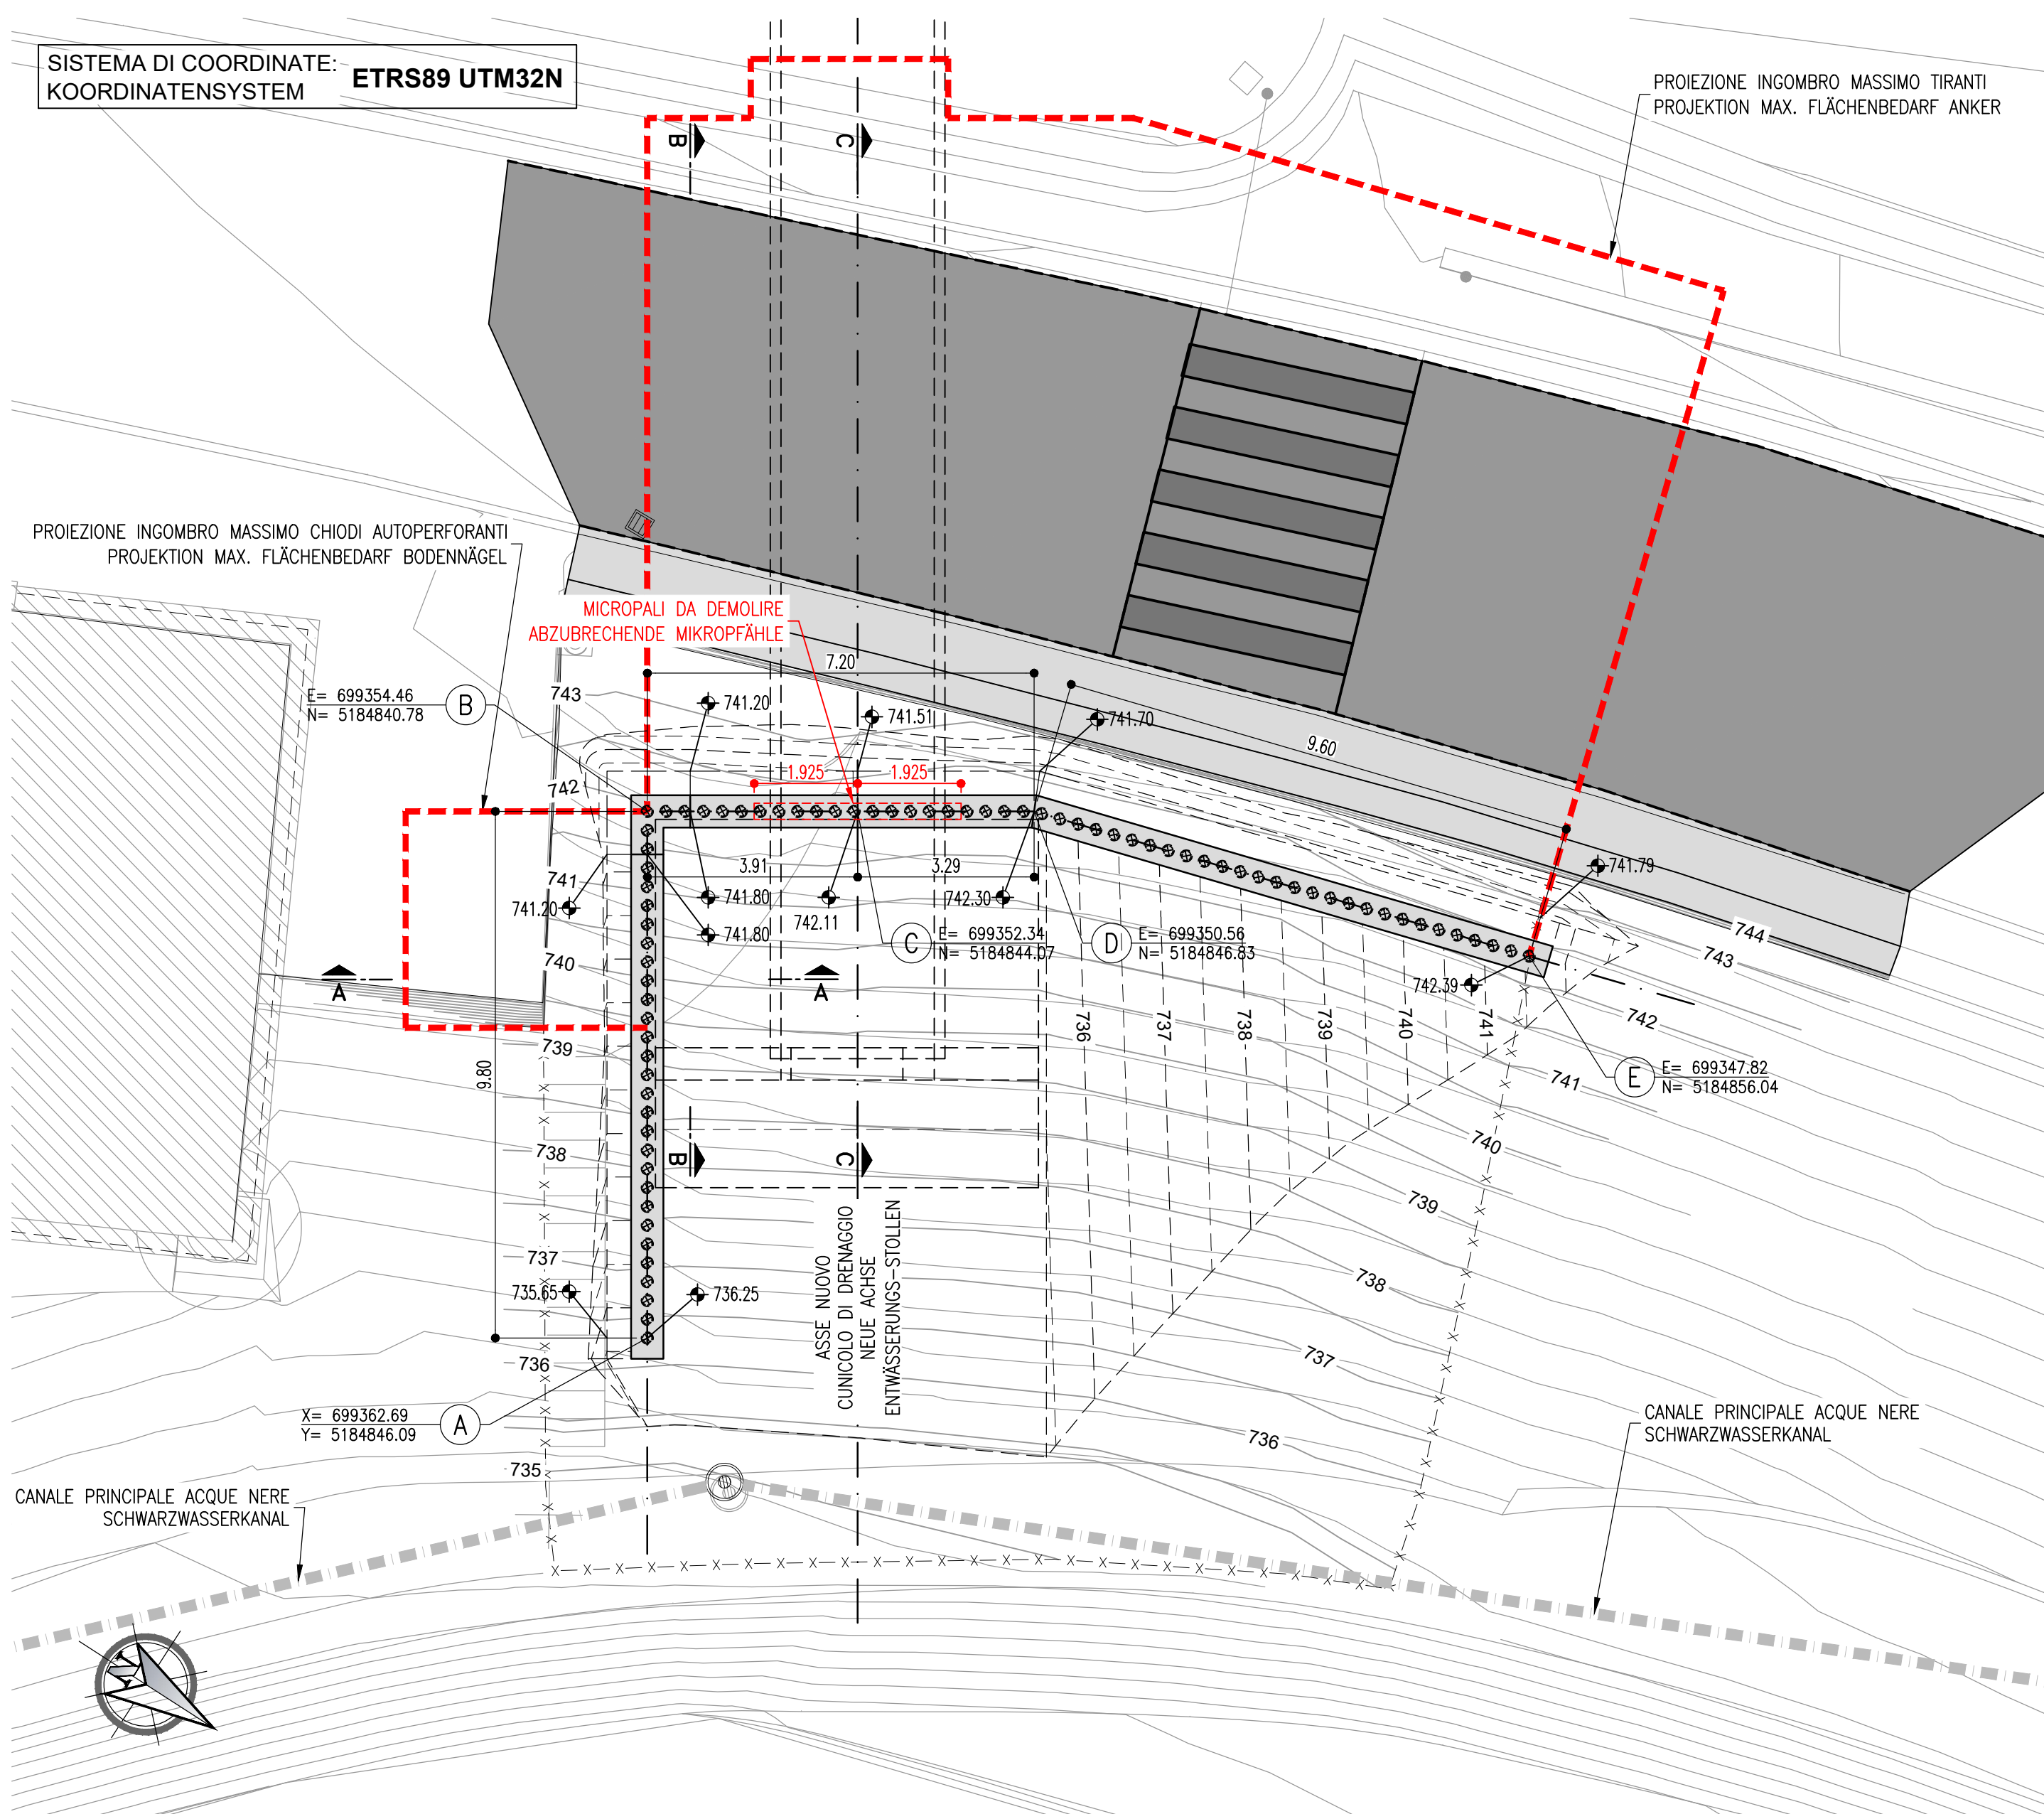 SISTEMA DI COORDINATE:
KOORDINATENSYSTEM
ETRS89 UTM32N
PROIEZIONE INGOMBRO MASSIMO TIRANTI
PROJEKTION MAX. FLÄCHENBEDARF ANKER
B
C
PROIEZIONE INGOMBRO MASSIMO CHIODI AUTOPERFORANTI
PROJEKTION MAX. FLÄCHENBEDARF BODENNÄGEL
MICROPALI DA DEMOLIRE
ABZUBRECHENDE MIKROPFÄHLE
7.20
E= 699354.46
N= 5184840.78
B
743
741.20
741.51
741.70
9.60
742
1.925
1.925
3.91
3.29
741
741.20
741.80
741.80
742.11
742.30
741.79
C
E= 699352.34
N= 5184844.07
D
E= 699350.56
N= 5184846.83
744
743
740
A
A
742.39
742
736
737
738
739
740
741
739
9.80
741
E
E= 699347.82
N= 5184856.04
738
B
C
740
739
737
735.65
736.25
738
ASSE NUOVO
CUNICOLO DI DRENAGGIO
NEUE ACHSE
ENTWÄSSERUNGS-STOLLEN
736
737
X= 699362.69
Y= 5184846.09
A
736
CANALE PRINCIPALE ACQUE NERE
SCHWARZWASSERKANAL
735
CANALE PRINCIPALE ACQUE NERE
SCHWARZWASSERKANAL
N